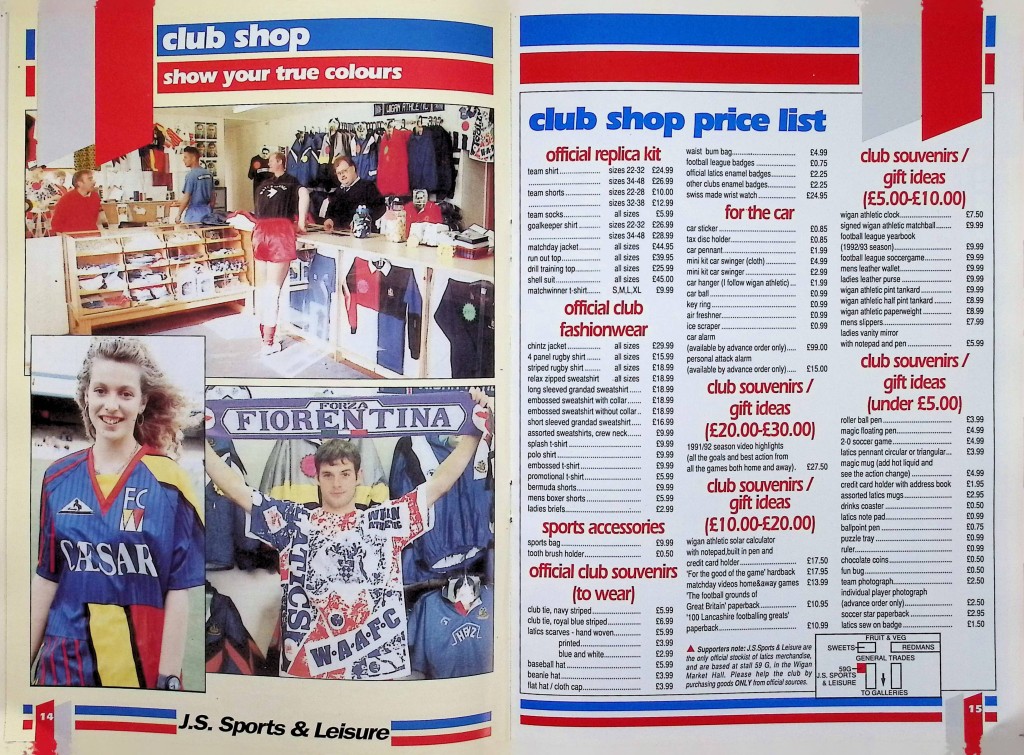 club shop
show your true colours
WIGAN ATHLETIC
FORZA
FIORENTINA
FC
CÆSAR
WIGAN
ATHLETIC
LATICS
W.A.A.F.C
14
J.S. Sports & Leisure
club shop price list
official replica kit
team shirt sizes 22-32 £24.99
sizes 34-48 £26.99
team shorts sizes 22-28 £10.00
sizes 32-38 £12.99
team socks all sizes £5.99
goalkeeper shirt sizes 22-32 £26.99
sizes 34-48 £28.99
matchday jacket all sizes £44.95
run out top all sizes £39.95
drill training top all sizes £25.99
shell suit all sizes £45.00
matchwinner t-shirt S,M,L,XL £9.99
official club
fashionwear
chintz jacket all sizes £29.99
4 panel rugby shirt all sizes £15.99
striped rugby shirt all sizes £18.99
relax zipped sweatshirt all sizes £18.99
long sleeved grandad sweatshirt £18.99
embossed sweatshirt with collar £18.99
embossed sweatshirt without collar £18.99
short sleeved grandad sweatshirt £16.99
assorted sweatshirts, crew neck £9.99
splash t-shirt £9.99
polo shirt £9.99
embossed t-shirt £9.99
promotional t-shirt £5.99
bermuda shorts £9.99
mens boxer shorts £5.99
ladies briefs £2.99
sports accessories
sports bag £9.99
tooth brush holder £0.50
official club souvenirs
(to wear)
club tie, navy striped £5.99
club tie, royal blue striped £6.99
latics scarves - hand woven £5.99
printed £3.99
blue and white £2.99
baseball hat £5.99
beanie hat £3.99
flat hat / cloth cap £3.99
waist bum bag £4.99
football league badges £0.75
official latics enamel badges £2.25
other clubs enamel badges £2.25
swiss made wrist watch £24.95
for the car
car sticker £0.85
tax disc holder £0.85
car pennant £1.99
mini kit car swinger (cloth) £4.99
mini kit car swinger £2.99
car hanger (I follow wigan athletic) £1.99
car ball £0.99
key ring £0.99
air freshner £0.99
ice scraper £0.99
car alarm
(available by advance order only) £99.00
personal attack alarm
(available by advance order only) £15.00
club souvenirs /
gift ideas
(£20.00-£30.00)
1991/92 season video highlights
(all the goals and best action from
all the games both home and away). £27.50
club souvenirs /
gift ideas
(£10.00-£20.00)
wigan athletic solar calculator
with notepad,built in pen and
credit card holder £17.50
'For the good of the game' hardback £17.95
matchday videos home&away games £13.99
'The football grounds of
Great Britain' paperback £10.95
'100 Lancashire footballing greats'
paperback £10.99
▲ Supporters note: J.S.Sports & Leisure are
the only official stockist of latics merchandise,
and are based at stall 59 G, in the Wigan
Market Hall. Please help the club by
purchasing goods ONLY from official sources.
club souvenirs /
gift ideas
(£5.00-£10.00)
wigan athletic clock £7.50
signed wigan athletic matchball £9.99
football league yearbook
(1992/93 season) £9.99
football league soccergame £9.99
mens leather wallet £9.99
ladies leather purse £9.99
wigan athletic pint tankard £9.99
wigan athletic half pint tankard £8.99
wigan athletic paperweight £8.99
mens slippers £7.99
ladies vanity mirror
with notepad and pen £5.99
club souvenirs /
gift ideas
(under £5.00)
roller ball pen £3.99
magic floating pen £4.99
2-0 soccer game £4.99
latics pennant circular or triangular £3.99
magic mug (add hot liquid and
see the action change) £4.99
credit card holder with address book £1.95
assorted latics mugs £2.95
drinks coaster £0.50
latics note pad £0.99
ballpoint pen £0.75
puzzle tray £0.99
ruler £0.99
chocolate coins £0.50
fun bug £0.50
team photograph £2.50
individual player photograph
(advance order only) £2.50
soccer star paperback £2.95
latics sew on badge £1.50
FRUIT & VEG
SWEETS
REDMANS
GENERAL TRADES
59G
J.S. SPORTS
& LEISURE
TO GALLERIES
15